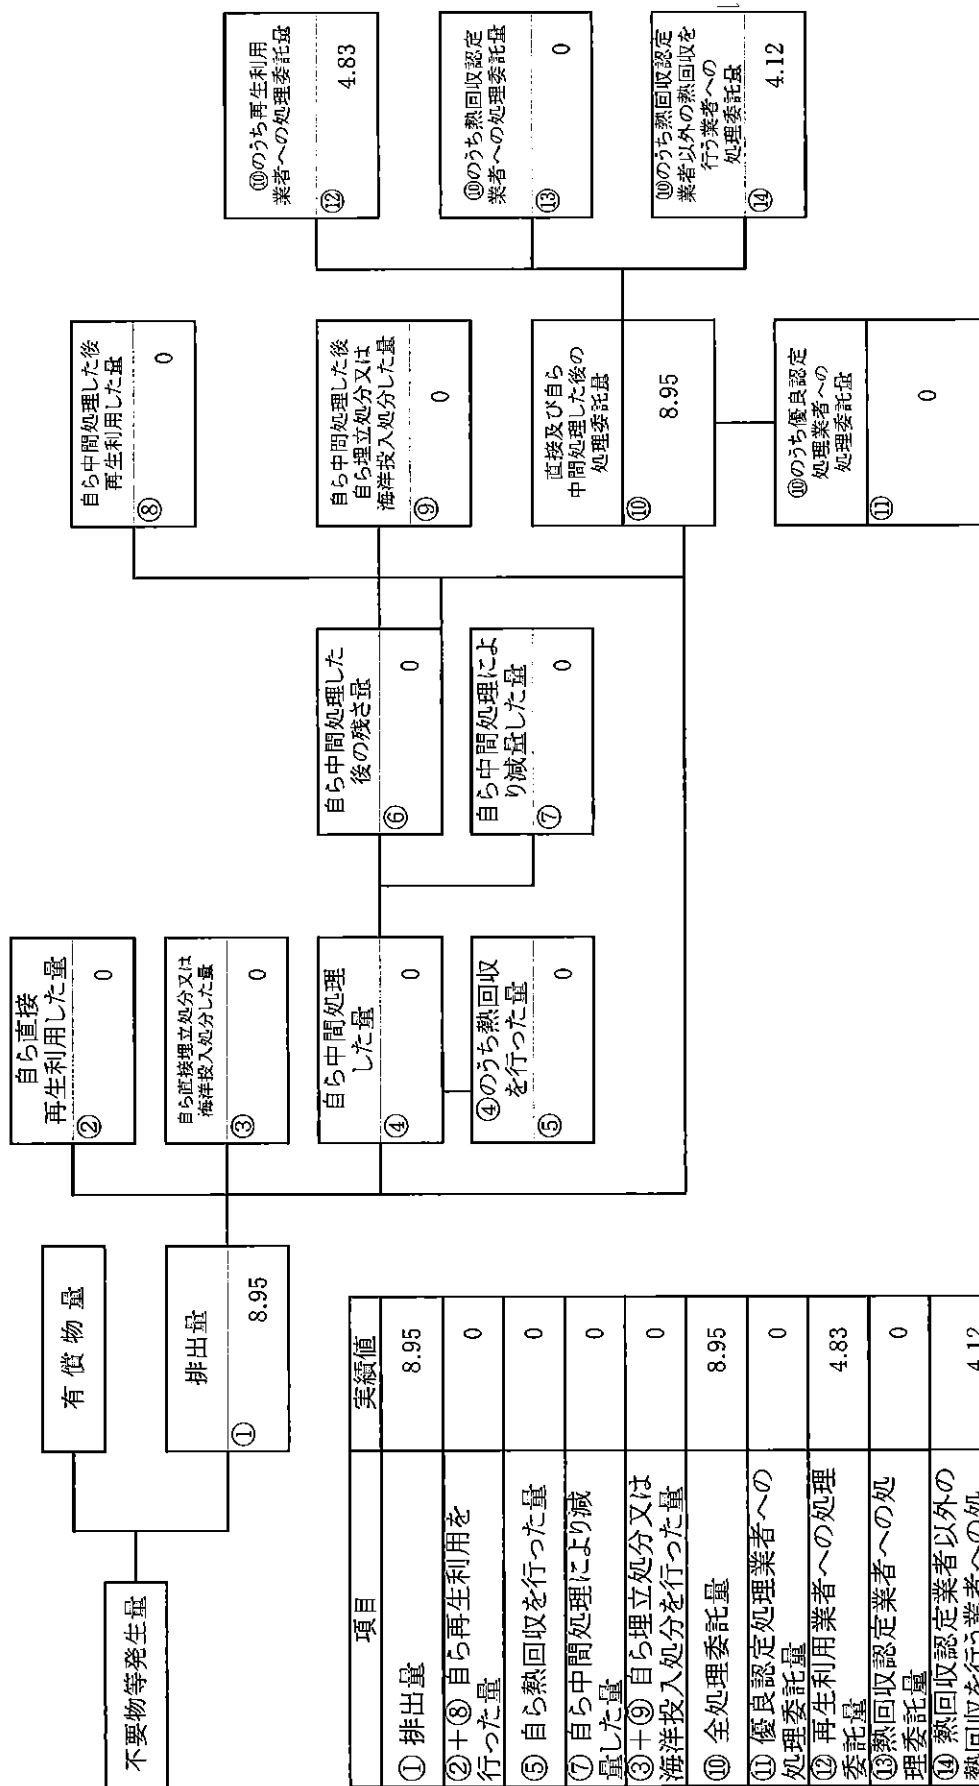 不要物等発生量
有償物量
排出量
① 8.95
自ら直接
再生利用した量
② 0
自ら直接埋立処分又は
海洋投入処分した量
③ 0
自ら中間処理
した量
④ 0
④のうち熱回収
を行った量
⑤ 0
自ら中間処理した
後の残さ量
⑥ 0
自ら中間処理によ
り減量した量
⑦ 0
自ら中間処理した後
再生利用した量
⑧ 0
自ら中間処理した後
自ら埋立処分又は
海洋投入処分した量
⑨ 0
直接及び自ら
中間処理した後の
処理委託量
⑩ 8.95
⑩のうち優良認定
処理業者への
処理委託量
⑪ 0
⑩のうち再生利用
業者への処理委託量
⑫ 4.83
⑩のうち熱回収認定
業者への処理委託量
⑬ 0
⑩のうち熱回収認定
業者以外の熱回収を
行う業者への
処理委託量
⑭ 4.12
項目 実績値
① 排出量 8.95
②+⑧ 自ら再生利用を
行った量 0
⑤ 自ら熱回収を行った量 0
⑦ 自ら中間処理により減
量した量 0
③+⑨ 自ら埋立処分又は
海洋投入処分を行った量 0
⑩ 全処理委託量 8.95
⑪ 優良認定処理業者への
処理委託量 0
⑫ 再生利用業者への処理
委託量 4.83
⑬熱回収認定業者への処
理委託量 0
⑭ 熱回収認定業者以外の
熱回収を行う業者への処 4.12